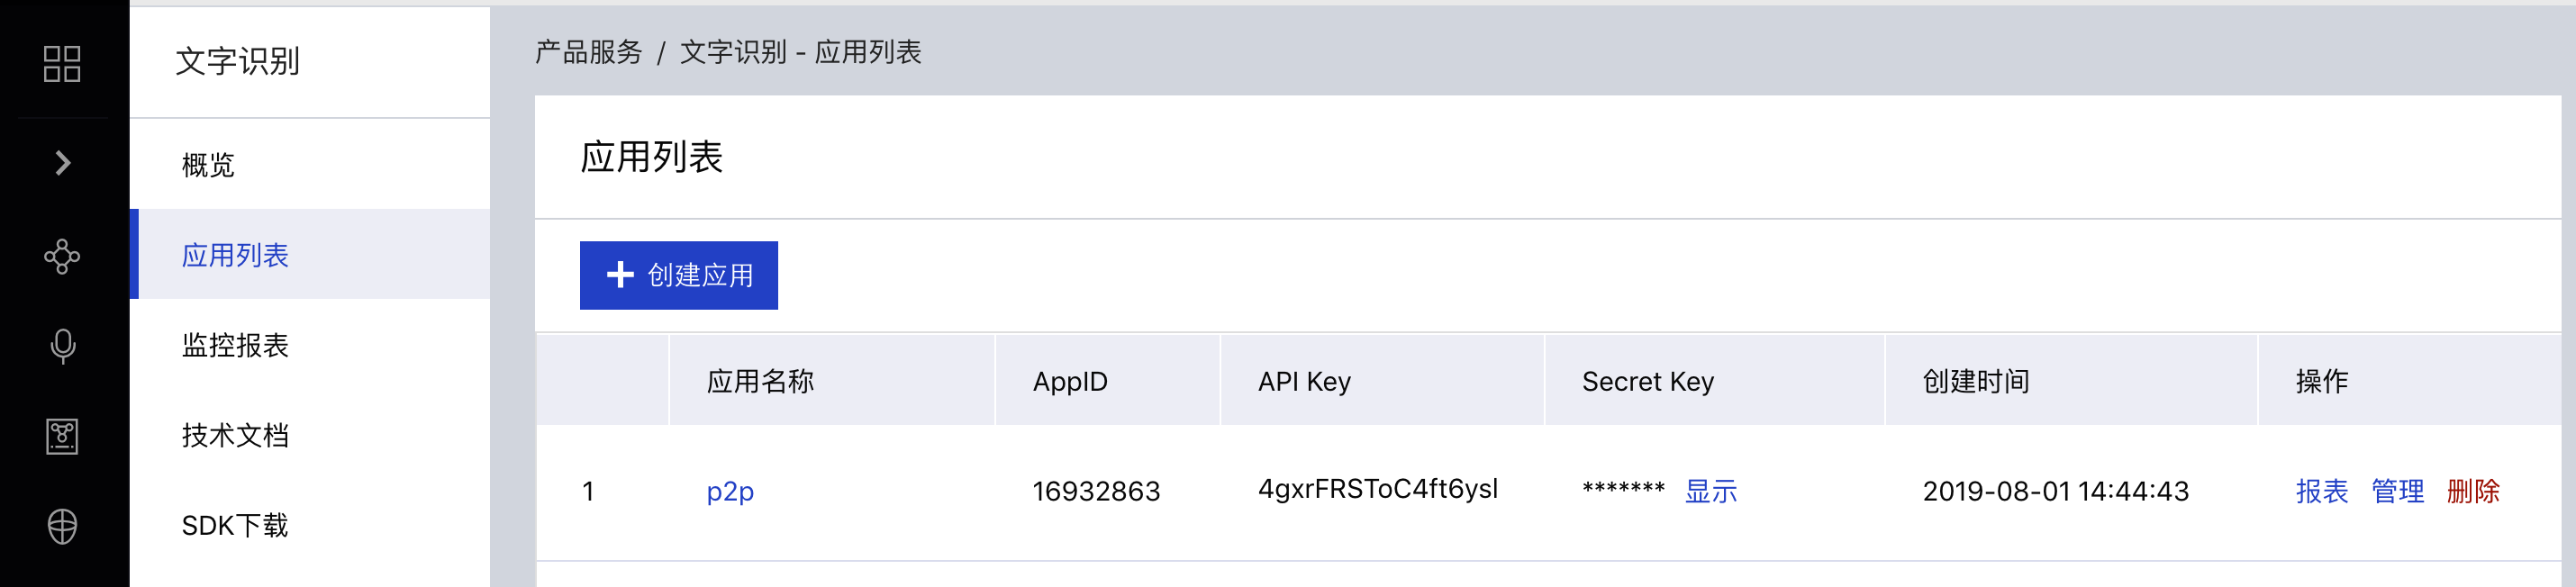 文字识别
概览
应用列表
监控报表
技术文档
SDK下载
产品服务 / 文字识别 - 应用列表
应用列表
创建应用
应用名称 AppID API Key Secret Key 创建时间 操作
1 p2p 16932863 4gxrFRSToC4ft6ysl ******* 显示 2019-08-01 14:44:43 报表 管理 删除